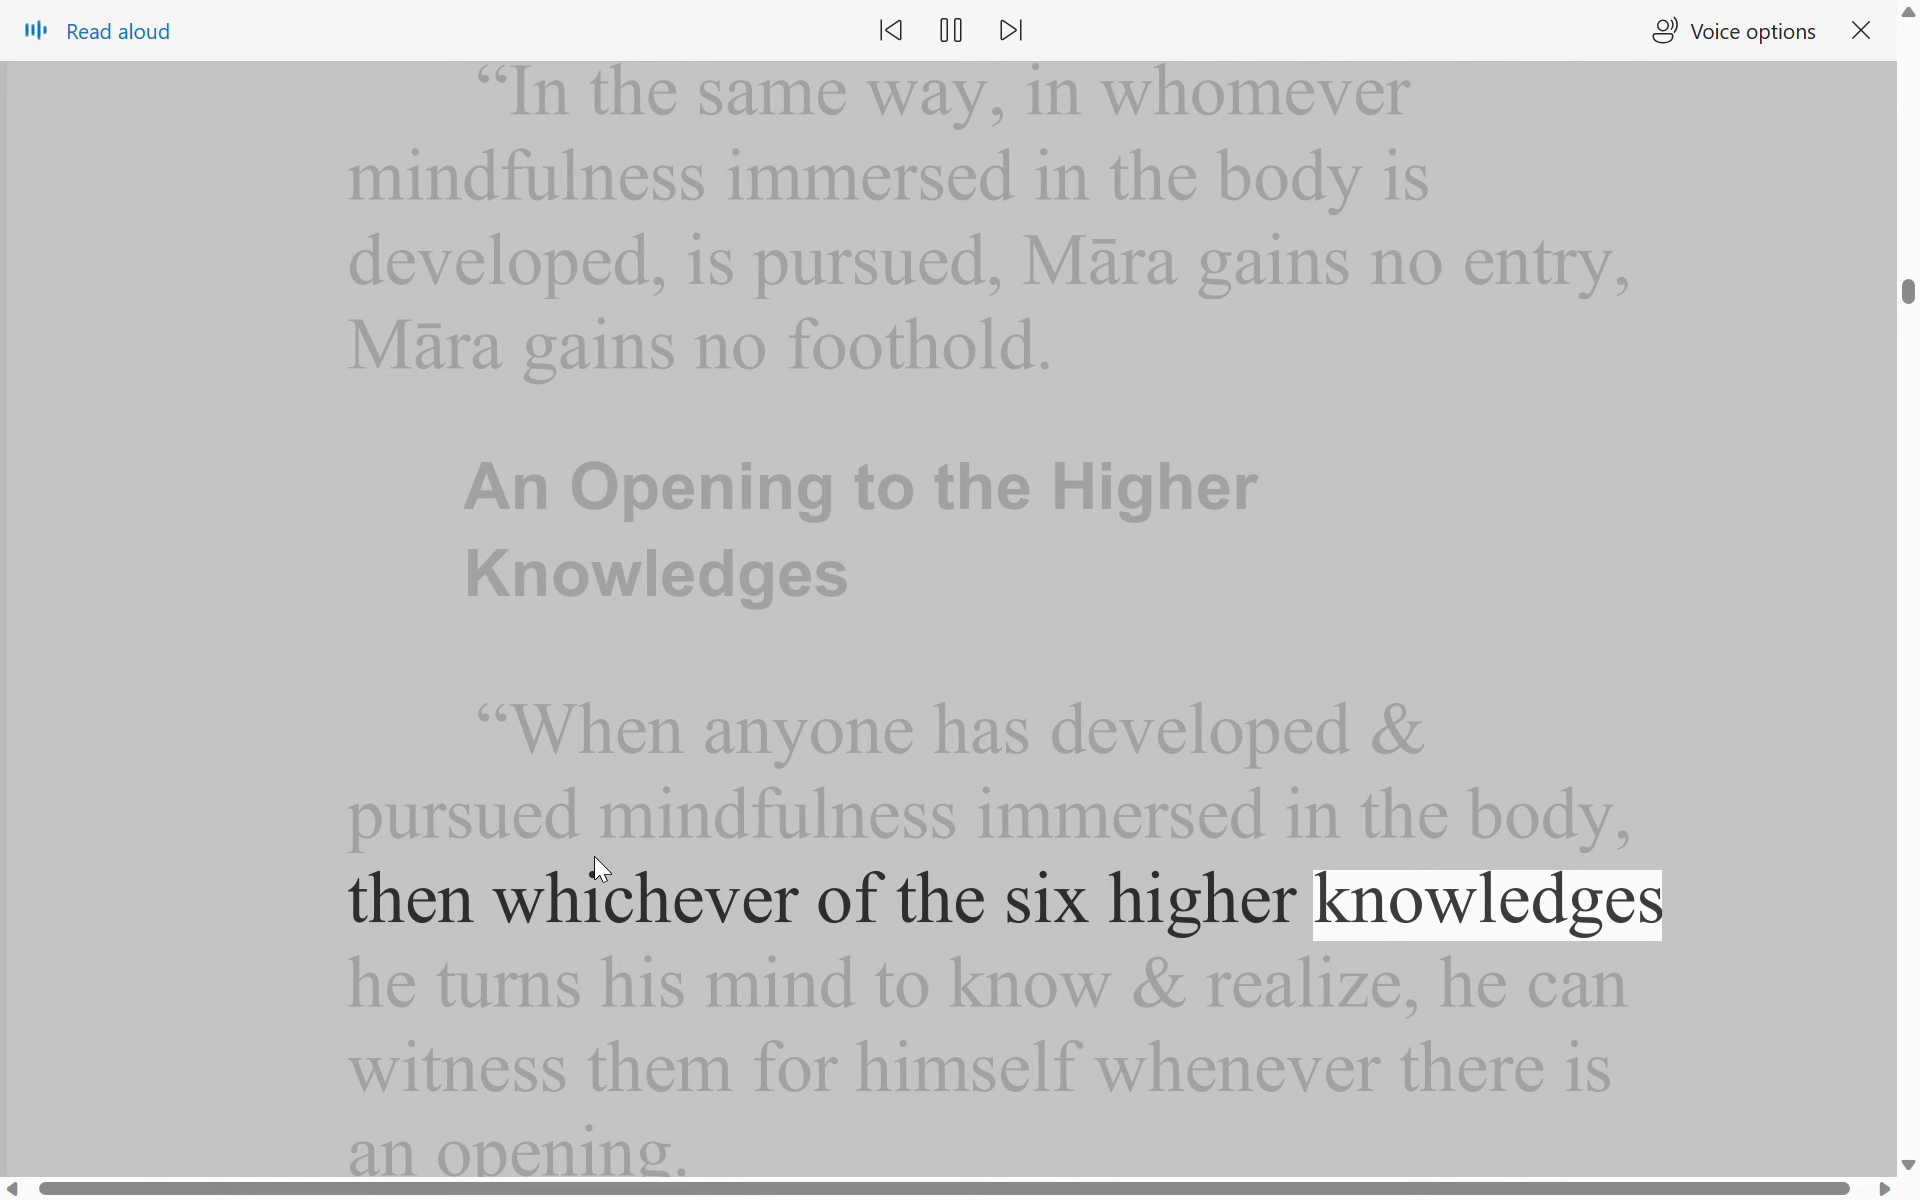 Read aloud
Voice options
“In the same way, in whomever
mindfulness immersed in the body is
developed, is pursued, Māra gains no entry,
Māra gains no foothold.
An Opening to the Higher
Knowledges
“When anyone has developed &
pursued mindfulness immersed in the body,
then whichever of the six higher knowledges
he turns his mind to know & realize, he can
witness them for himself whenever there is
an opening.